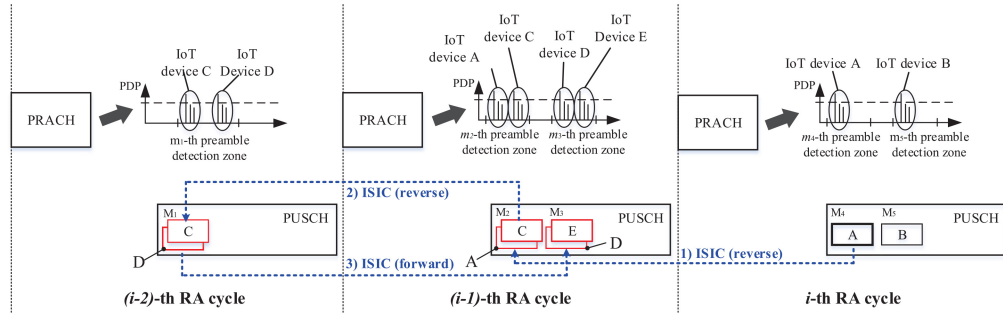 IoT
device C
IoT
Device D
PDP
PRACH
m₁-th preamble
detection zone
2) ISIC (reverse)
M₁
C
PUSCH
D
3) ISIC (forward)
(i-2)-th RA cycle
IoT
device A
IoT
device C
IoT
device D
IoT
Device E
PDP
PRACH
m₂-th preamble
detection zone
m₃-th preamble
detection zone
M₂
C
M₃
E
PUSCH
A
D
1) ISIC (reverse)
(i-1)-th RA cycle
IoT device A
IoT device B
PDP
PRACH
m₄-th preamble
detection zone
m₅-th preamble
detection zone
M₄
A
M₅
B
PUSCH
i-th RA cycle